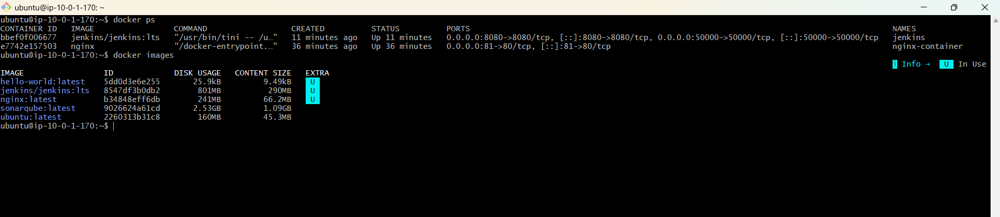 ubuntu@ip-10-0-1-170: ~
ubuntu@ip-10-0-1-170:~$ docker ps
CONTAINER ID   IMAGE                 COMMAND                  CREATED          STATUS          PORTS                                                                                          NAMES
bbef0f006677   jenkins/jenkins:lts   "/usr/bin/tini -- /u…"   11 minutes ago   Up 11 minutes   0.0.0.0:8080->8080/tcp, [::]:8080->8080/tcp, 0.0.0.0:50000->50000/tcp, [::]:50000->50000/tcp   jenkins
e7742e157503   nginx                 "/docker-entrypoint.…"   36 minutes ago   Up 36 minutes   0.0.0.0:81->80/tcp, [::]:81->80/tcp                                                            nginx-container
ubuntu@ip-10-0-1-170:~$ docker images
i Info →   U  In Use
IMAGE                 ID             DISK USAGE   CONTENT SIZE   EXTRA
hello-world:latest    5dd0d3e6e255       25.9kB         9.49kB    U
jenkins/jenkins:lts   8547df3b0db2        801MB          290MB    U
nginx:latest          b34848eff6db        241MB         66.2MB    U
sonarqube:latest      9026624a61cd       2.53GB         1.09GB
ubuntu:latest         2260313b31c8        160MB         45.3MB
ubuntu@ip-10-0-1-170:~$